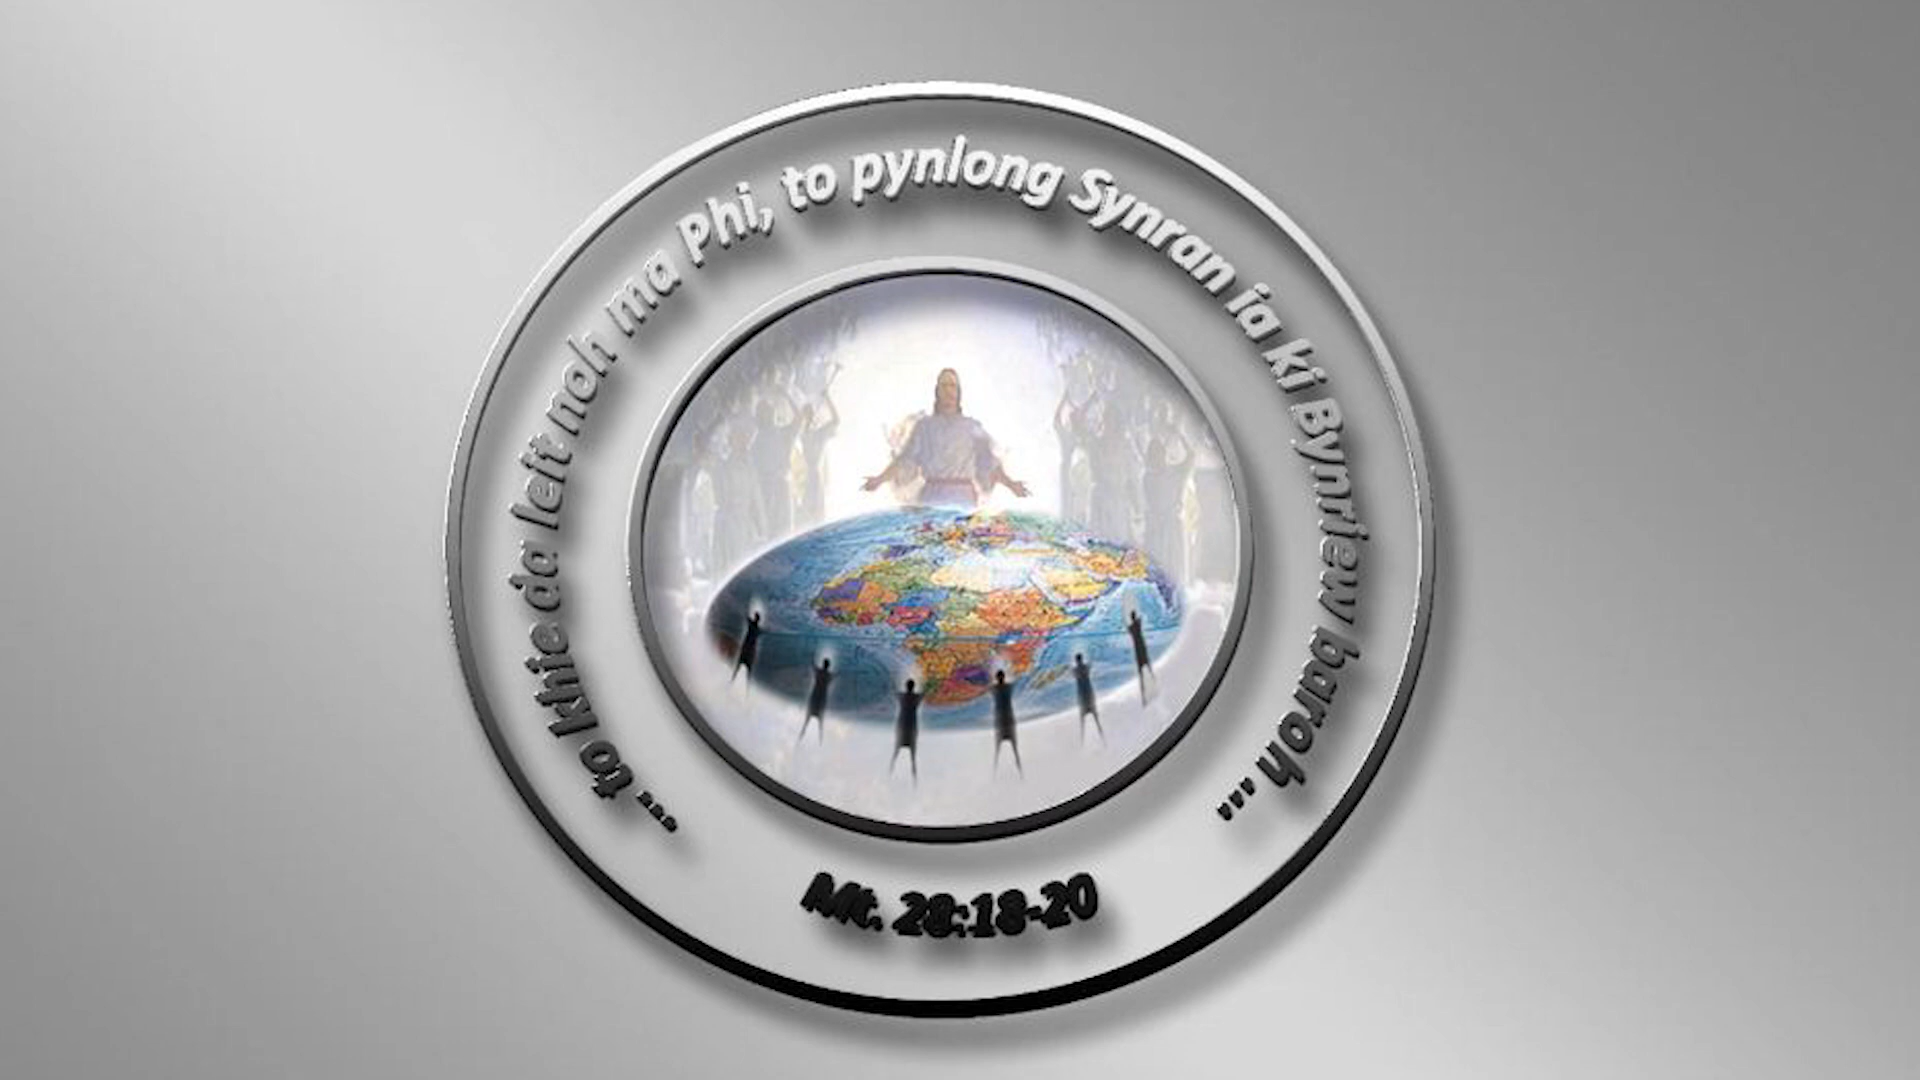 ... to khie da leit noh ma Phi, to pynlong Synran ia ki Bynriew baroh ...
Mt. 28:18-20